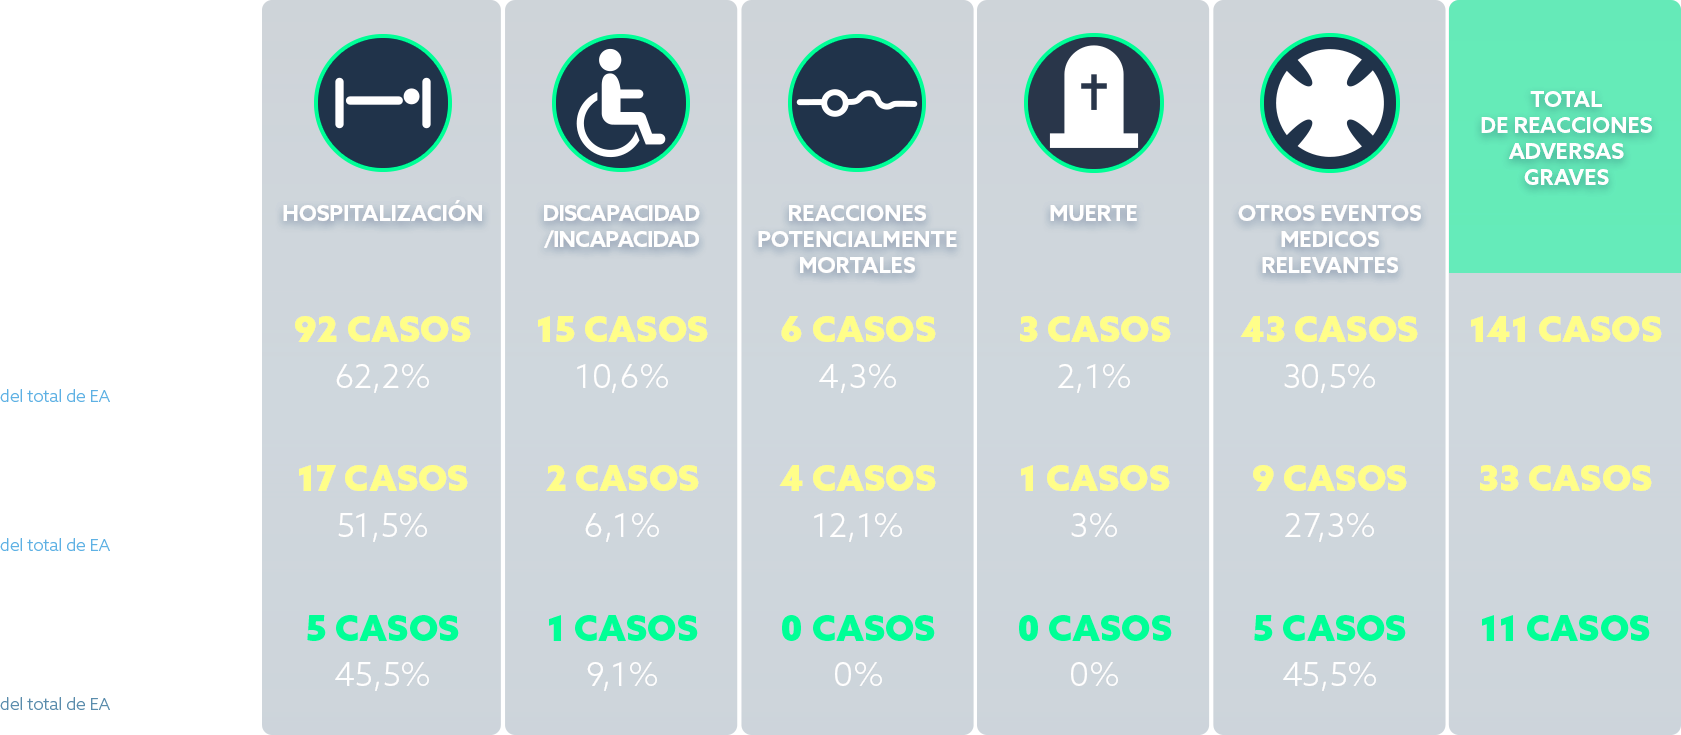 HOSPITALIZACIÓN
DISCAPACIDAD
/INCAPACIDAD
REACCIONES
POTENCIALMENTE
MORTALES
MUERTE
OTROS EVENTOS
MEDICOS
RELEVANTES
TOTAL
DE REACCIONES
ADVERSAS
GRAVES
92 CASOS
15 CASOS
6 CASOS
3 CASOS
43 CASOS
141 CASOS
62,2%
10,6%
4,3%
2,1%
30,5%
del total de EA
17 CASOS
2 CASOS
4 CASOS
1 CASOS
9 CASOS
33 CASOS
51,5%
6,1%
12,1%
3%
27,3%
del total de EA
5 CASOS
1 CASOS
0 CASOS
0 CASOS
5 CASOS
11 CASOS
45,5%
9,1%
0%
0%
45,5%
del total de EA